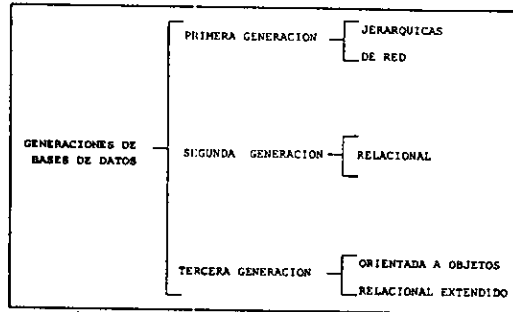 PRIMERA GENERACION
JERARQUICAS
DE RED
GENERACIONES DE
BASES DE DATOS
SEGUNDA GENERACION
RELACIONAL
TERCERA GENERACION
ORIENTADA A OBJETOS
RELACIONAL EXTENDIDO